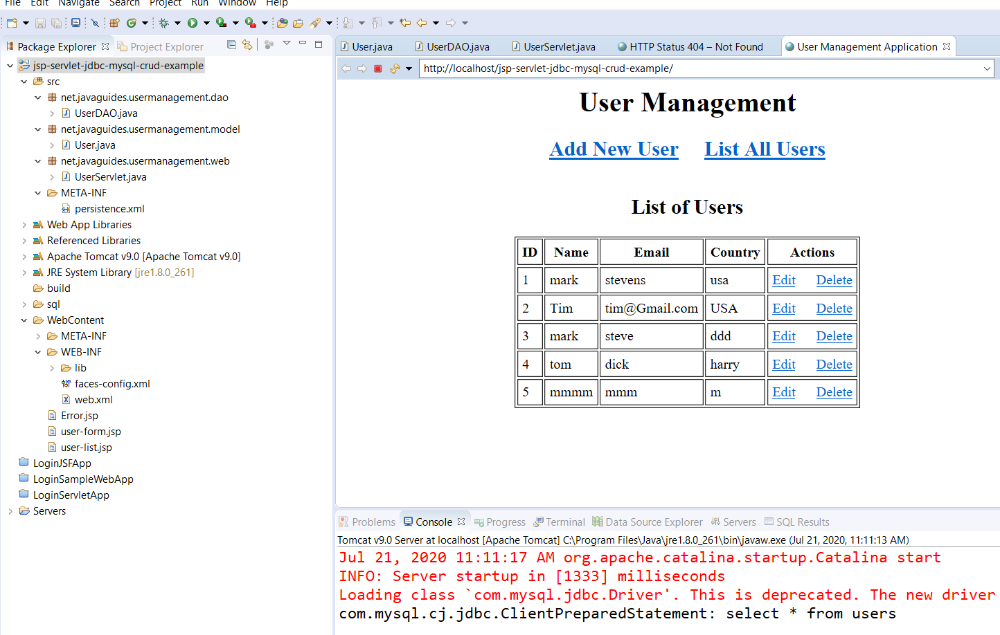 File Edit Navigate Search Project Run Window Help
Package Explorer Project Explorer
jsp-servlet-jdbc-mysql-crud-example
src
net.javaguides.usermanagement.dao
UserDAO.java
net.javaguides.usermanagement.model
User.java
net.javaguides.usermanagement.web
UserServlet.java
META-INF
persistence.xml
Web App Libraries
Referenced Libraries
Apache Tomcat v9.0 [Apache Tomcat v9.0]
JRE System Library [jre1.8.0_261]
build
sql
WebContent
META-INF
WEB-INF
lib
faces-config.xml
web.xml
Error.jsp
user-form.jsp
user-list.jsp
LoginJSFApp
LoginSampleWebApp
LoginServletApp
Servers
User.java UserDAO.java UserServlet.java HTTP Status 404 – Not Found User Management Application
http://localhost/jsp-servlet-jdbc-mysql-crud-example/
User Management
Add New User List All Users
List of Users
ID Name Email Country Actions
1 mark stevens usa Edit Delete
2 Tim tim@Gmail.com USA Edit Delete
3 mark steve ddd Edit Delete
4 tom dick harry Edit Delete
5 mmmm mmm m Edit Delete
Problems Console Progress Terminal Data Source Explorer Servers SQL Results
Tomcat v9.0 Server at localhost [Apache Tomcat] C:\Program Files\Java\jre1.8.0_261\bin\javaw.exe (Jul 21, 2020, 11:11:13 AM)
Jul 21, 2020 11:11:17 AM org.apache.catalina.startup.Catalina start
INFO: Server startup in [1333] milliseconds
Loading class `com.mysql.jdbc.Driver'. This is deprecated. The new driver
com.mysql.cj.jdbc.ClientPreparedStatement: select * from users